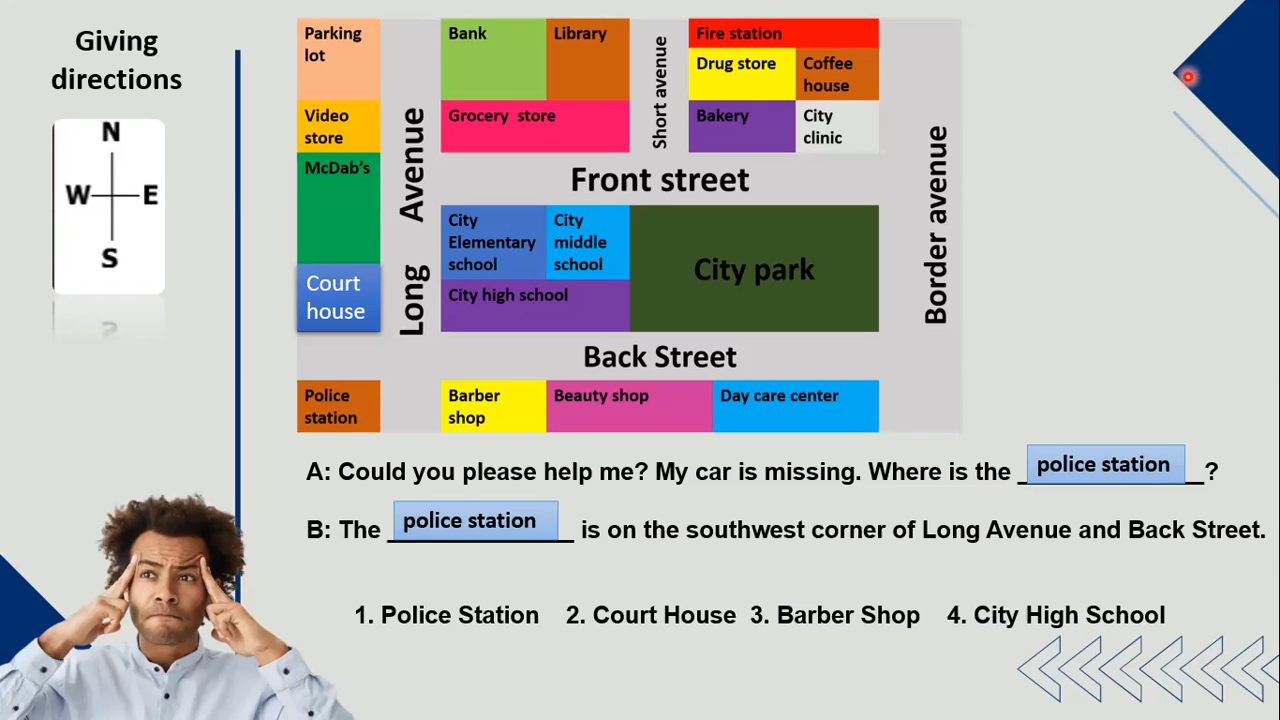 Giving
directions
N
W E
S
Parking
lot
Video
store
McDab's
Court
house
Police
station
Long Avenue
Bank
Library
Grocery store
Short avenue
Fire station
Drug store
Coffee
house
Bakery
City
clinic
Front street
City
Elementary
school
City
middle
school
City high school
City park
Border avenue
Back Street
Barber
shop
Beauty shop
Day care center
A: Could you please help me? My car is missing. Where is the police station ?
B: The police station is on the southwest corner of Long Avenue and Back Street.
1. Police Station 2. Court House 3. Barber Shop 4. City High School